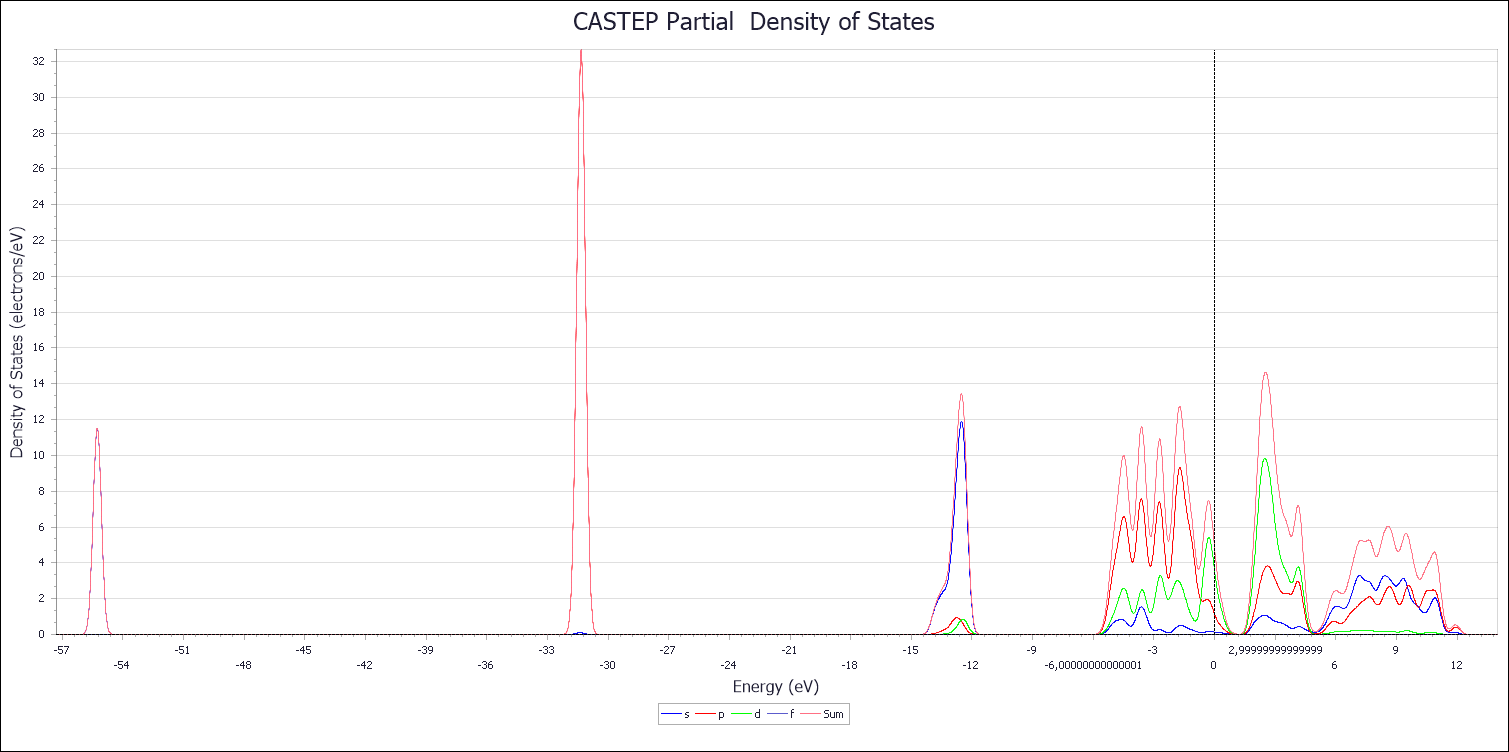 CASTEP Partial  Density of States
Density of States (electrons/eV)
32
30
28
26
24
22
20
18
16
14
12
10
8
6
4
2
0
-57 -51 -45 -39 -33 -27 -21 -15 -9 -3 2,99999999999999 9
-54 -48 -42 -36 -30 -24 -18 -12 -6,00000000000001 0 6 12
Energy (eV)
s p d f Sum